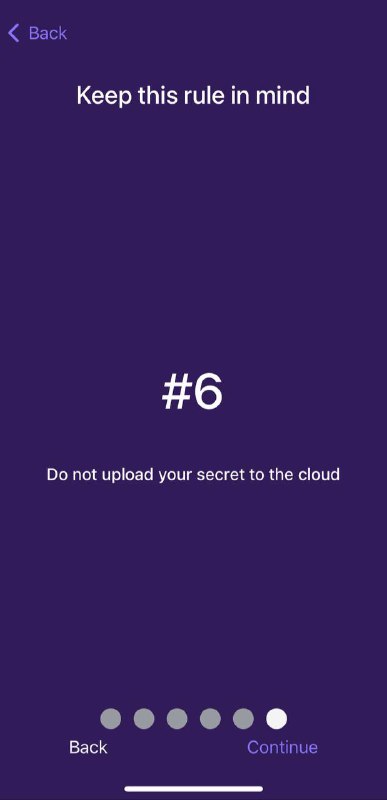 Back
Keep this rule in mind
#6
Do not upload your secret to the cloud
Back
Continue